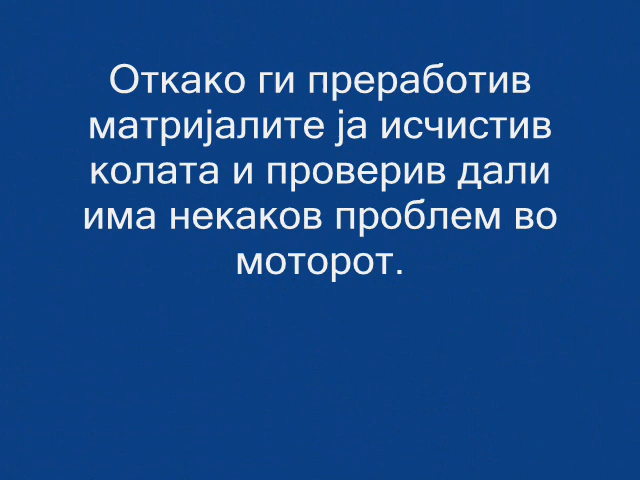 Откако ги преработив
матријалите ја исчистив
колата и проверив дали
има некаков проблем во
моторот.